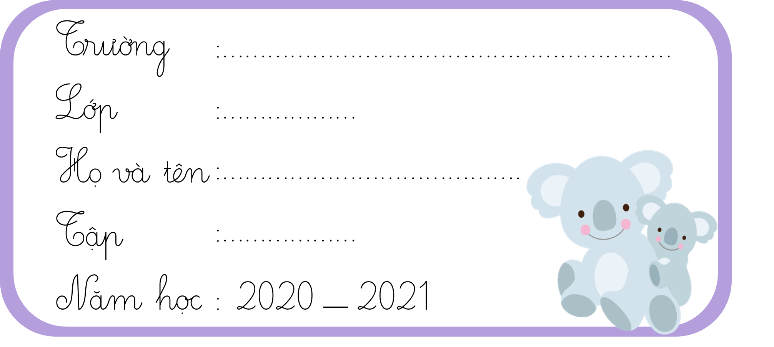 Trường :............................................................
Lớp :..................
Họ và tên :........................................
Tập :..................
Năm học : 2020 – 2021